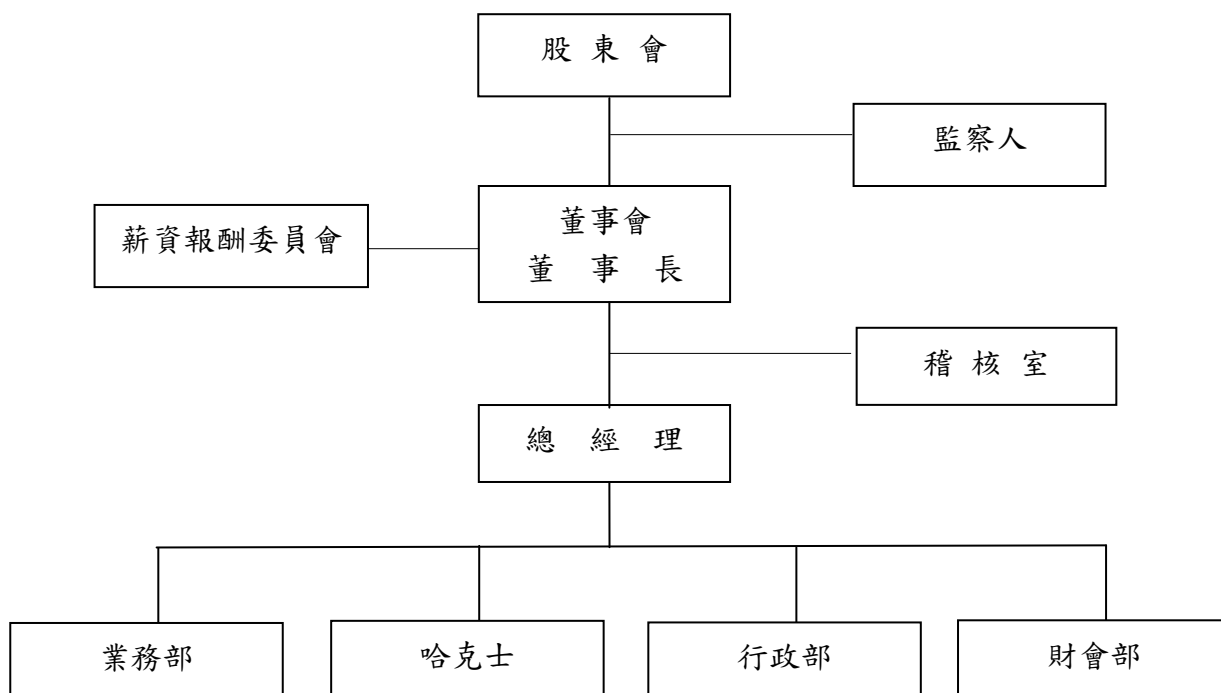 股 東 會
監察人
薪資報酬委員會
董事會
董 事 長
稽 核 室
總 經 理
業務部
哈克士
行政部
財會部